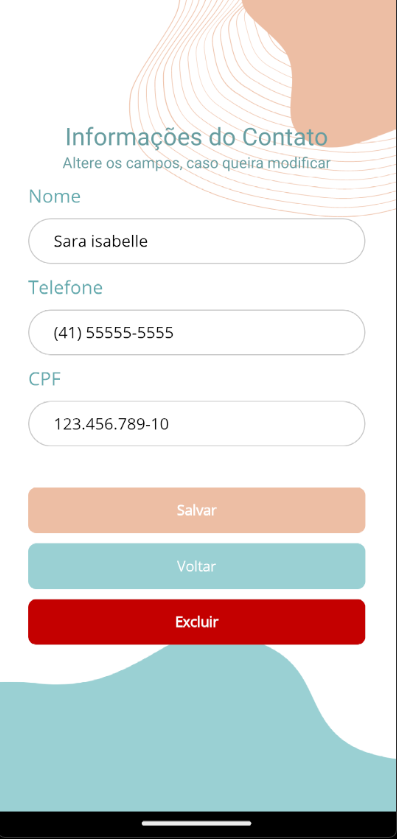 Informações do Contato
Altere os campos, caso queira modificar
Nome
Sara isabelle
Telefone
(41) 55555-5555
CPF
123.456.789-10
Salvar
Voltar
Excluir